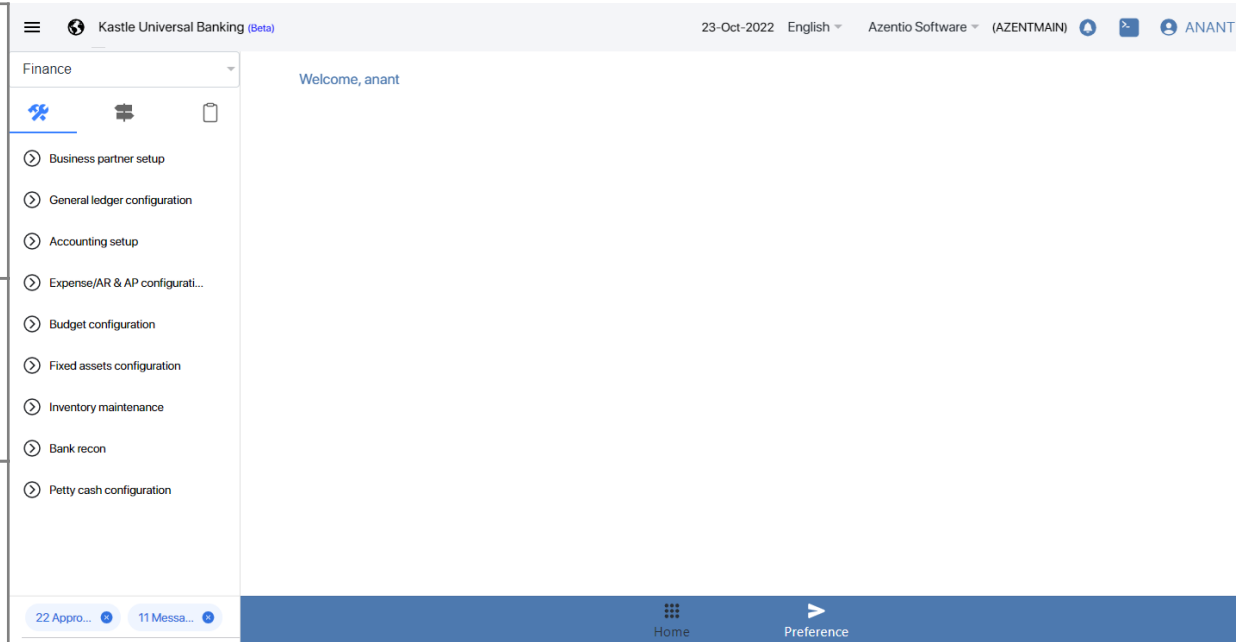 Kastle Universal Banking (Beta) 23-Oct-2022 English Azentio Software (AZENTMAIN) ANANT
Finance
Welcome, anant
Business partner setup
General ledger configuration
Accounting setup
Expense/AR & AP configurati...
Budget configuration
Fixed assets configuration
Inventory maintenance
Bank recon
Petty cash configuration
22 Appro... 11 Messa...
Home Preference